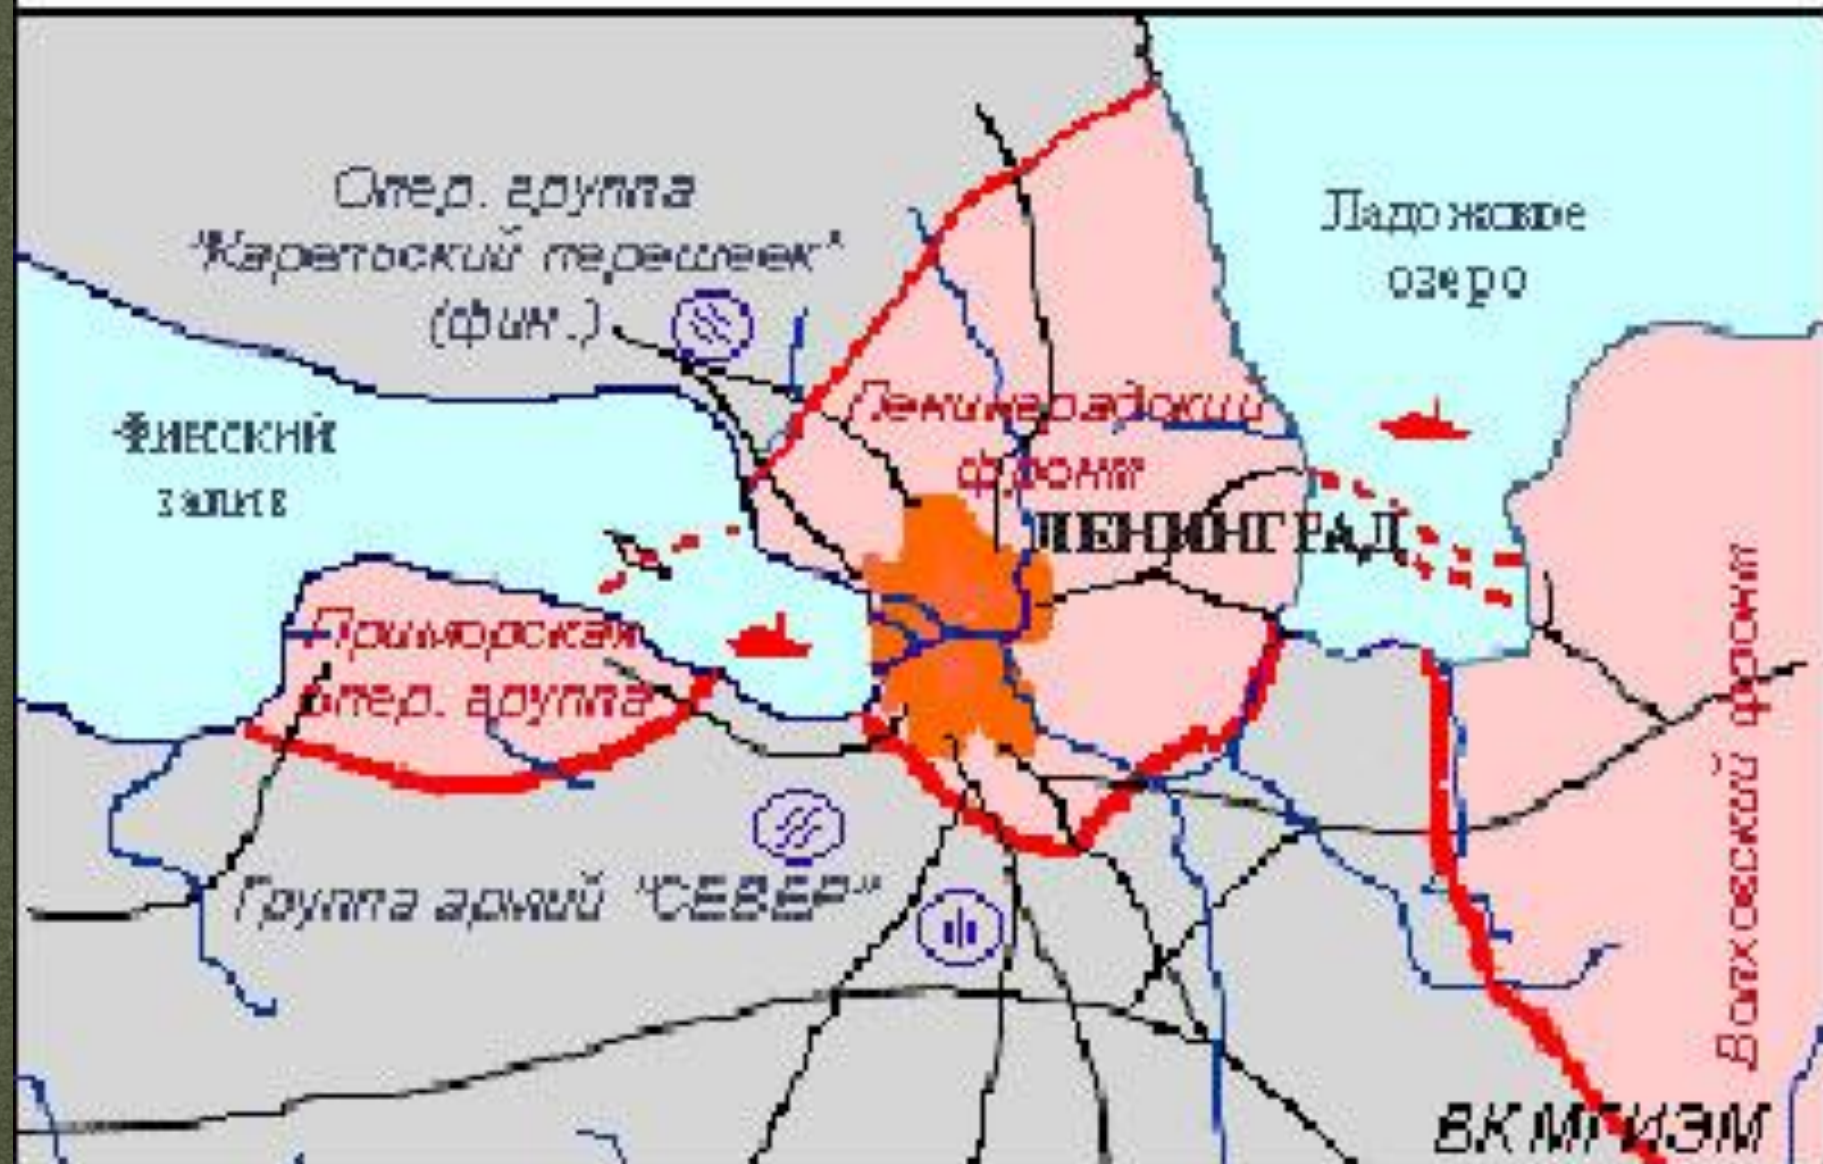 Опер. группа
"Карельский перешеек"
(фин.)
Ладожское
озеро
Финский
залив
Ленинградский
фронт
ЛЕНИНГРАД
Приморская
опер. группа
Группа армий "СЕВЕР"
Волховский фронт
ВК МГИЭМ